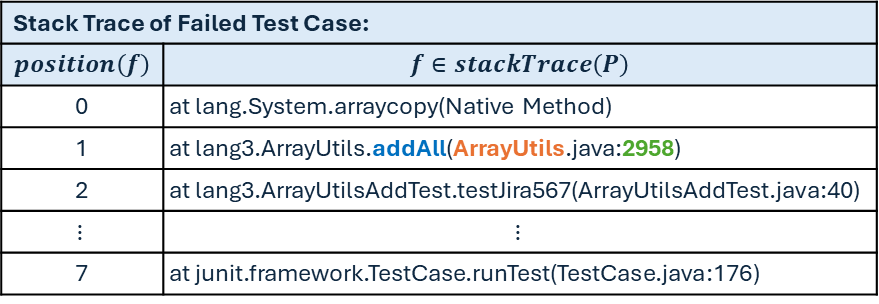 Stack Trace of Failed Test Case:
position(f) f ∈ stackTrace(P)
0 at lang.System.arraycopy(Native Method)
1 at lang3.ArrayUtils.addAll(ArrayUtils.java:2958)
2 at lang3.ArrayUtilsAddTest.testJira567(ArrayUtilsAddTest.java:40)
⋮ ⋮
7 at junit.framework.TestCase.runTest(TestCase.java:176)